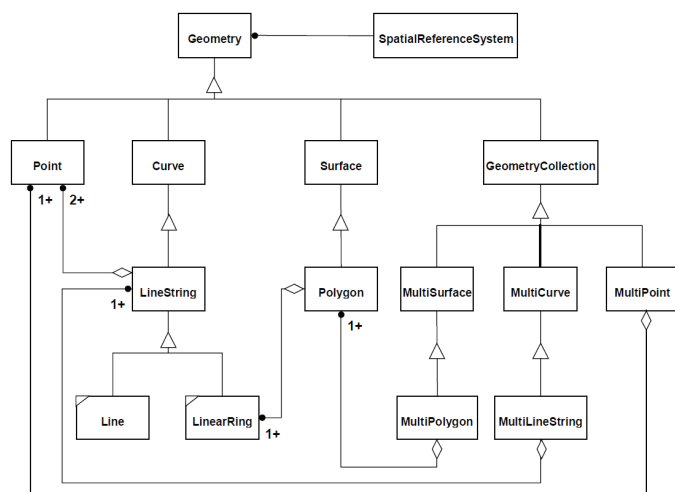 Geometry
SpatialReferenceSystem
Point
Curve
Surface
GeometryCollection
1+
2+
LineString
Polygon
MultiSurface
MultiCurve
MultiPoint
1+
1+
Line
LinearRing
MultiPolygon
MultiLineString
1+